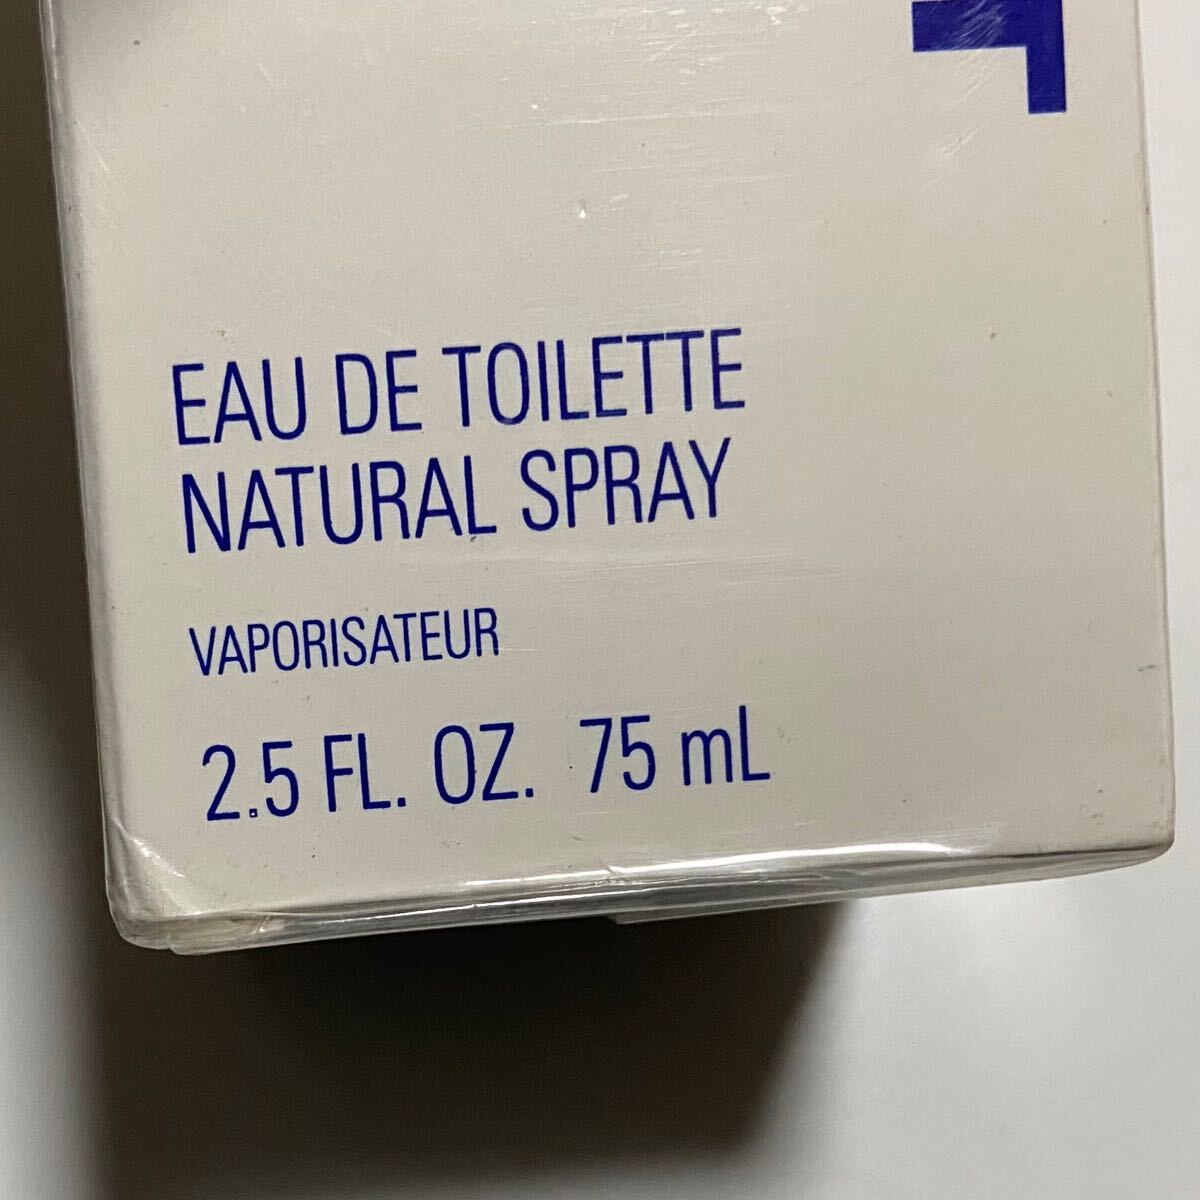 EAU DE TOILETTE
NATURAL SPRAY
VAPORISATEUR
2.5 FL. OZ. 75 mL